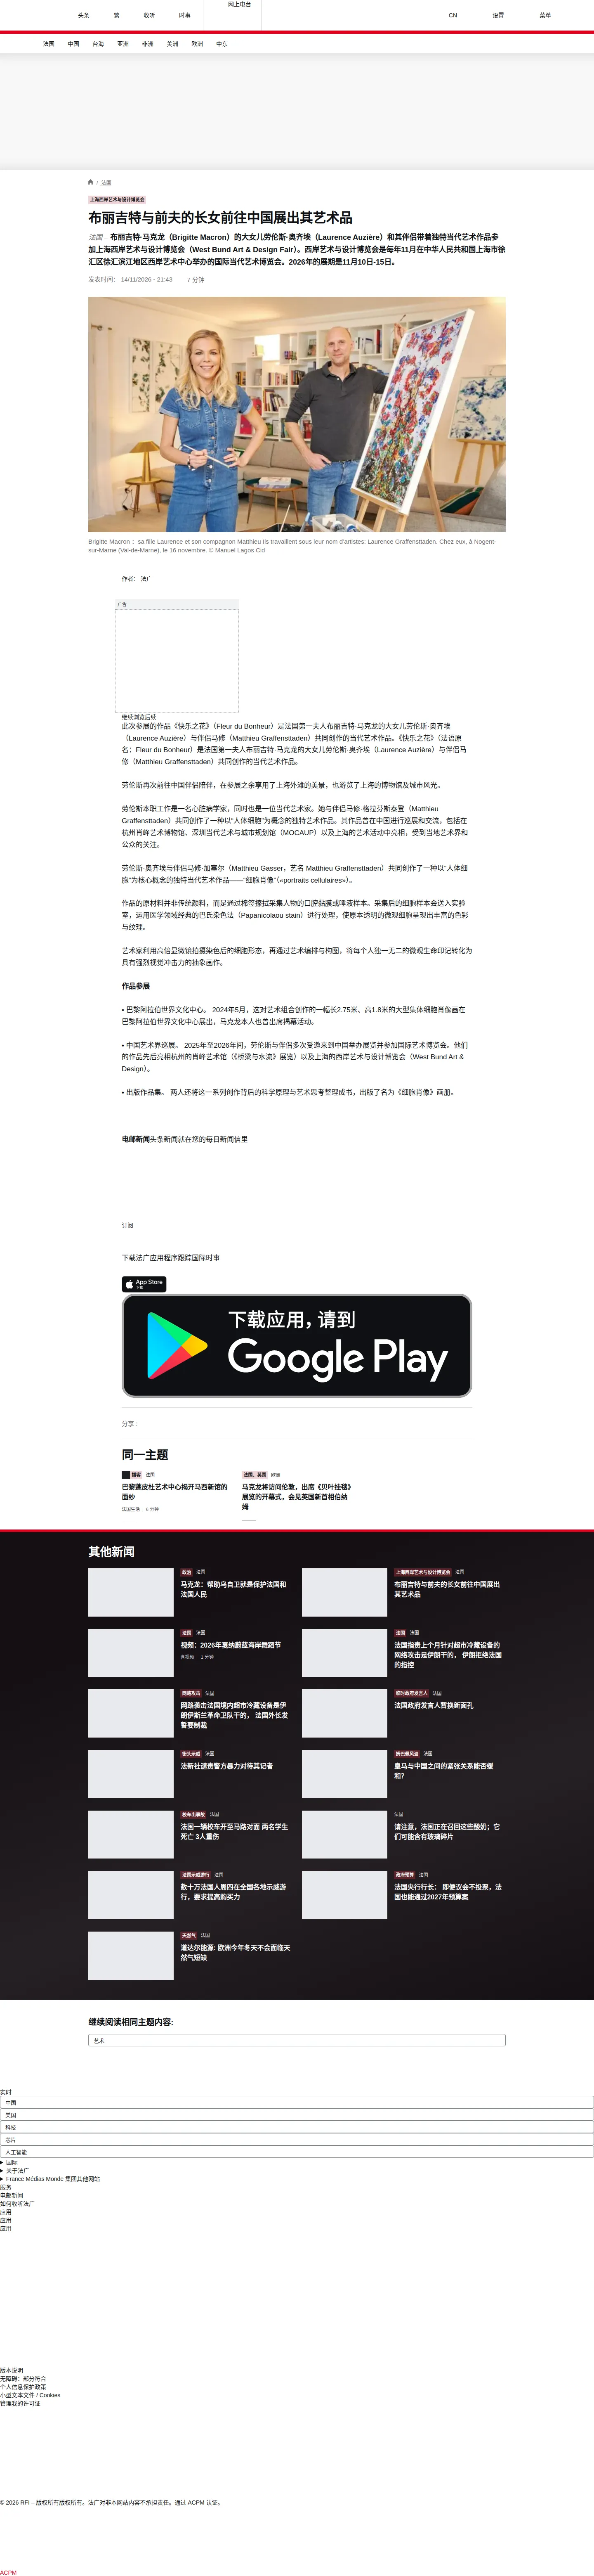 头条
繁
收听
时事
网上电台
CN
设置
菜单
法国
中国
台海
亚洲
非洲
美洲
欧洲
中东
/ 法国
上海西岸艺术与设计博览会
布丽吉特与前夫的长女前往中国展出其艺术品
法国 – 布丽吉特·马克龙（Brigitte Macron）的大女儿劳伦斯·奥齐埃（Laurence Auzière）和其伴侣带着独特当代艺术作品参
加上海西岸艺术与设计博览会（West Bund Art & Design Fair）。西岸艺术与设计博览会是每年11月在中华人民共和国上海市徐
汇区徐汇滨江地区西岸艺术中心举办的国际当代艺术博览会。2026年的展期是11月10日-15日。
发表时间： 14/11/2026 - 21:43
7 分钟
Brigitte Macron： sa fille Laurence et son compagnon Matthieu Ils travaillent sous leur nom d'artistes: Laurence Graffensttaden. Chez eux, à Nogent-
sur-Marne (Val-de-Marne), le 16 novembre. © Manuel Lagos Cid
作者： 法广
广告
继续浏览后续
此次参展的作品《快乐之花》（Fleur du Bonheur）是法国第一夫人布丽吉特·马克龙的大女儿劳伦斯·奥齐埃
（Laurence Auzière）与伴侣马修（Matthieu Graffensttaden）共同创作的当代艺术作品。《快乐之花》（法语原
名：Fleur du Bonheur）是法国第一夫人布丽吉特·马克龙的大女儿劳伦斯·奥齐埃（Laurence Auzière）与伴侣马
修（Matthieu Graffensttaden）共同创作的当代艺术作品。
劳伦斯再次前往中国伴侣陪伴，在参展之余享用了上海外滩的美景，也游览了上海的博物馆及城市风光。
劳伦斯本职工作是一名心脏病学家，同时也是一位当代艺术家。她与伴侣马修·格拉芬斯泰登（Matthieu
Graffensttaden）共同创作了一种以“人体细胞”为概念的独特艺术作品。其作品曾在中国进行巡展和交流，包括在
杭州肖峰艺术博物馆、深圳当代艺术与城市规划馆（MOCAUP）以及上海的艺术活动中亮相，受到当地艺术界和
公众的关注。
劳伦斯·奥齐埃与伴侣马修·加塞尔（Matthieu Gasser，艺名 Matthieu Graffensttaden）共同创作了一种以“人体细
胞”为核心概念的独特当代艺术作品——“细胞肖像”（«portraits cellulaires»）。
作品的原材料并非传统颜料，而是通过棉签擦拭采集人物的口腔黏膜或唾液样本。采集后的细胞样本会送入实验
室，运用医学领域经典的巴氏染色法（Papanicolaou stain）进行处理，使原本透明的微观细胞呈现出丰富的色彩
与纹理。
艺术家利用高倍显微镜拍摄染色后的细胞形态，再通过艺术编排与构图，将每个人独一无二的微观生命印记转化为
具有强烈视觉冲击力的抽象画作。
作品参展
• 巴黎阿拉伯世界文化中心。 2024年5月，这对艺术组合创作的一幅长2.75米、高1.8米的大型集体细胞肖像画在
巴黎阿拉伯世界文化中心展出，马克龙本人也曾出席揭幕活动。
• 中国艺术界巡展。 2025年至2026年间，劳伦斯与伴侣多次受邀来到中国举办展览并参加国际艺术博览会。他们
的作品先后亮相杭州的肖峰艺术馆（《桥梁与水流》展览）以及上海的西岸艺术与设计博览会（West Bund Art &
Design）。
• 出版作品集。 两人还将这一系列创作背后的科学原理与艺术思考整理成书，出版了名为《细胞肖像》画册。
电邮新闻头条新闻就在您的每日新闻信里
订阅
下载法广应用程序跟踪国际时事
App Store
下载
下载应用，请到
Google Play
分享 :
同一主题
播客 法国
巴黎蓬皮杜艺术中心揭开马西新馆的
面纱
法国生活 6 分钟
法国、英国 欧洲
马克龙将访问伦敦，出席《贝叶挂毯》
展览的开幕式，会见英国新首相伯纳
姆
其他新闻
政治 法国
马克龙：帮助乌自卫就是保护法国和
法国人民
上海西岸艺术与设计博览会 法国
布丽吉特与前夫的长女前往中国展出
其艺术品
法国 法国
视频：2026年戛纳蔚蓝海岸舞蹈节
音视频 1 分钟
法国 法国
法国指责上个月针对超市冷藏设备的
网络攻击是伊朗干的， 伊朗拒绝法国
的指控
网路攻击 法国
网路袭击法国境内超市冷藏设备是伊
朗伊斯兰革命卫队干的， 法国外长发
誓要制裁
临时政府发言人 法国
法国政府发言人暂换新面孔
街头示威 法国
法新社谴责警方暴力对待其记者
姆巴佩风波 法国
皇马与中国之间的紧张关系能否缓
和?
校车出事故 法国
法国一辆校车开至马路对面 两名学生
死亡 3人重伤
法国
请注意，法国正在召回这些酸奶；它
们可能含有玻璃碎片
法国示威游行 法国
数十万法国人周四在全国各地示威游
行，要求提高购买力
政府预算 法国
法国央行行长： 即便议会不投票，法
国也能通过2027年预算案
天然气 法国
道达尔能源: 欧洲今年冬天不会面临天
然气短缺
继续阅读相同主题内容:
艺术
实时
中国
美国
科技
芯片
人工智能
国际
关于法广
France Médias Monde 集团其他网站
服务
电邮新闻
如何收听法广
应用
应用
应用
版本说明
无障碍：部分符合
个人信息保护政策
小型文本文件 / Cookies
管理我的许可证
© 2026 RFI – 版权所有版权所有。法广对非本网站内容不承担责任。通过 ACPM 认证。
ACPM